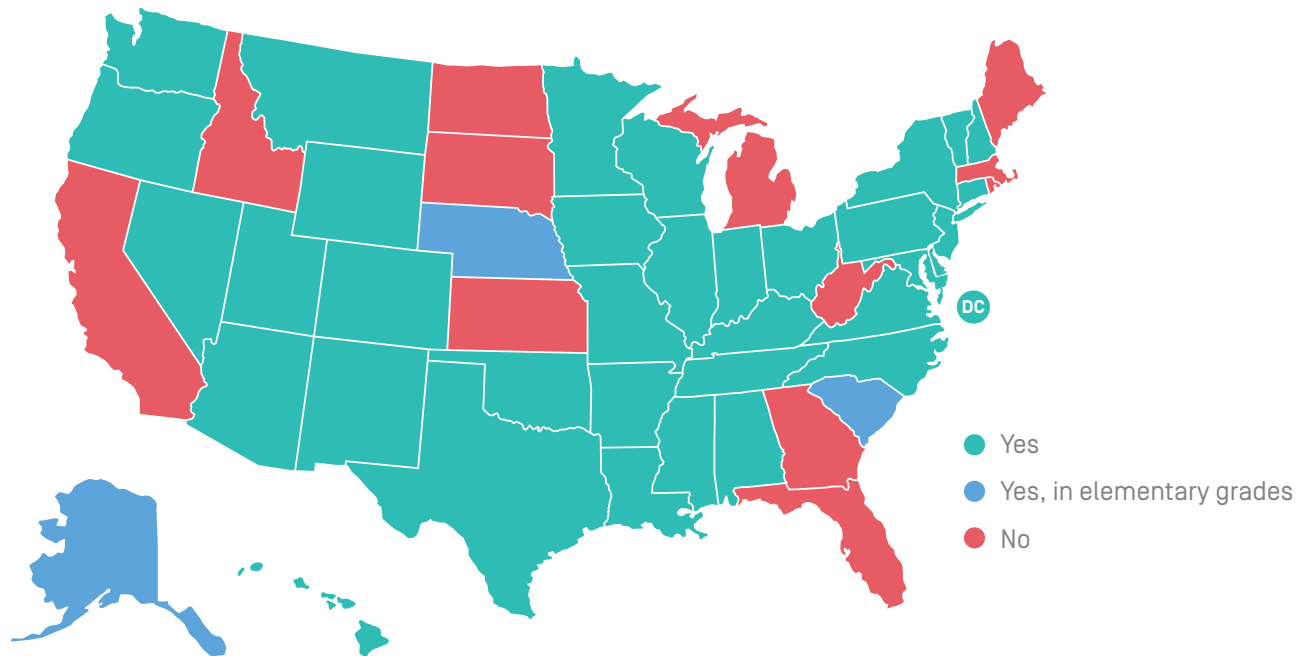 DC
Yes
Yes, in elementary grades
No